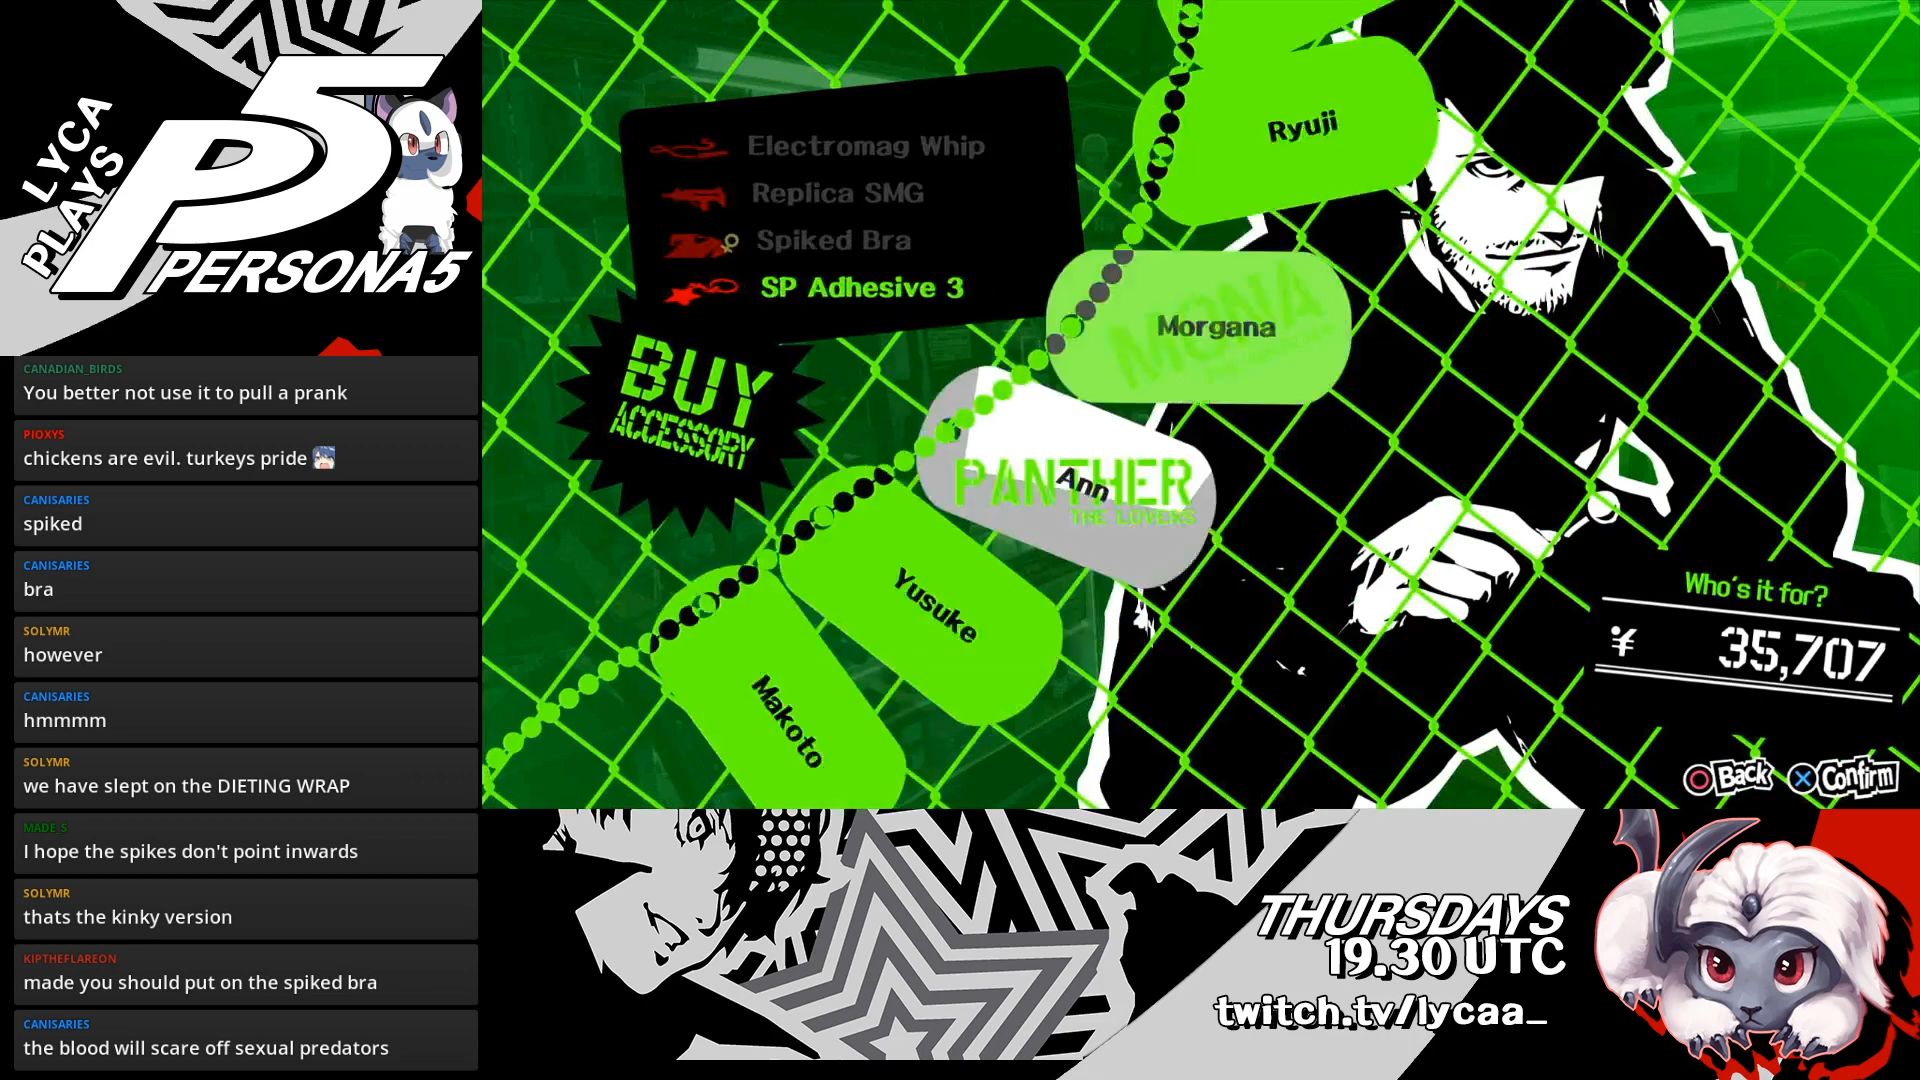 LYCA
PLAYS
P5
PERSONA5
CANADIAN_BIRDS
You better not use it to pull a prank
PIOXYS
chickens are evil. turkeys pride
CANISARIES
spiked
CANISARIES
bra
SOLYMR
however
CANISARIES
hmmmm
SOLYMR
we have slept on the DIETING WRAP
MADE_S
I hope the spikes don't point inwards
SOLYMR
thats the kinky version
KIPTHEFLAREON
made you should put on the spiked bra
CANISARIES
the blood will scare off sexual predators
Electromag Whip
Replica SMG
Spiked Bra
SP Adhesive 3
BUY
ACCESSORY
Ryuji
MONA
Morgana
PANTHER
Ann
THE LOVERS
Yusuke
Makoto
Who's it for?
¥ 35,707
Back
Confirm
THURSDAYS
19.30 UTC
twitch.tv/lycaa_